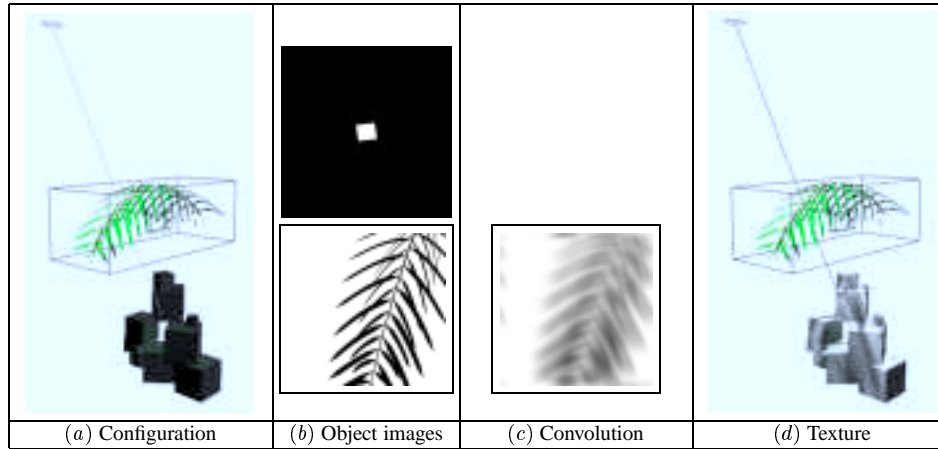 (a) Configuration
(b) Object images
(c) Convolution
(d) Texture